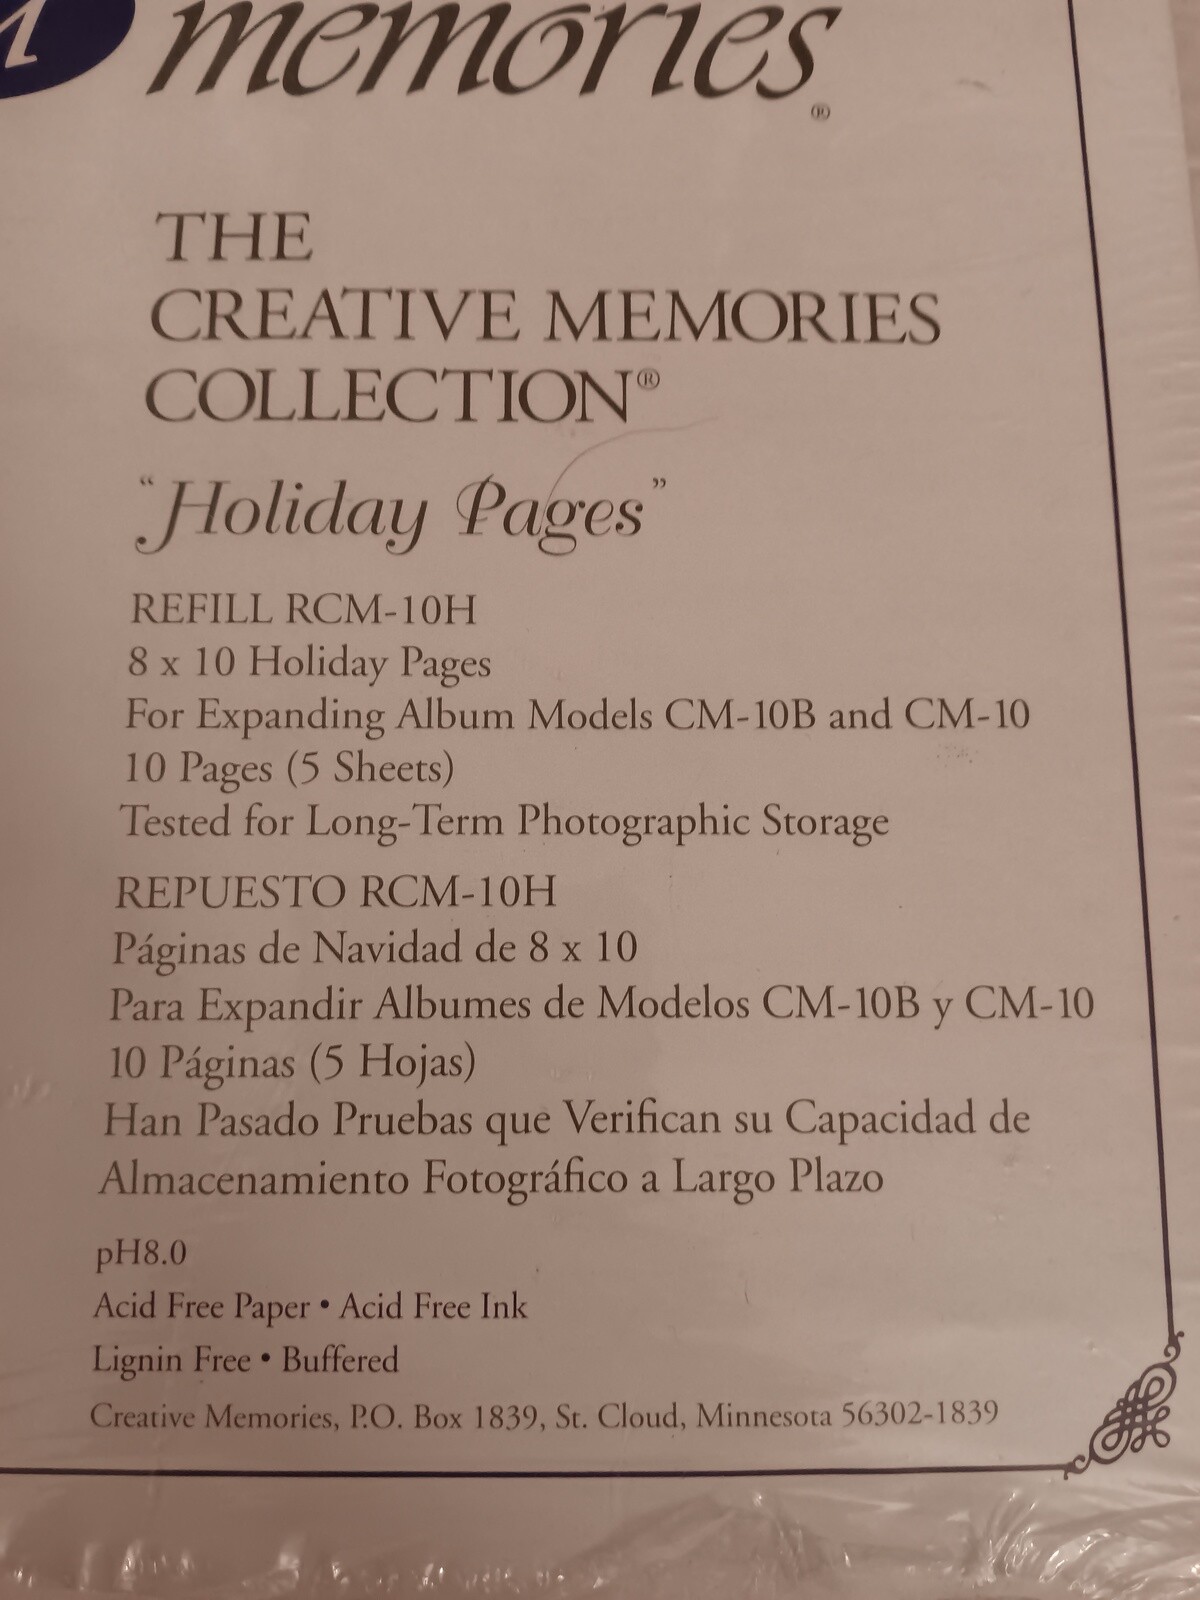 memories®
THE
CREATIVE MEMORIES
COLLECTION®
“Holiday Pages”
REFILL RCM-10H
8 x 10 Holiday Pages
For Expanding Album Models CM-10B and CM-10
10 Pages (5 Sheets)
Tested for Long-Term Photographic Storage
REPUESTO RCM-10H
Páginas de Navidad de 8 x 10
Para Expandir Albumes de Modelos CM-10B y CM-10
10 Páginas (5 Hojas)
Han Pasado Pruebas que Verifican su Capacidad de
Almacenamiento Fotográfico a Largo Plazo
pH8.0
Acid Free Paper • Acid Free Ink
Lignin Free • Buffered
Creative Memories, P.O. Box 1839, St. Cloud, Minnesota 56302-1839